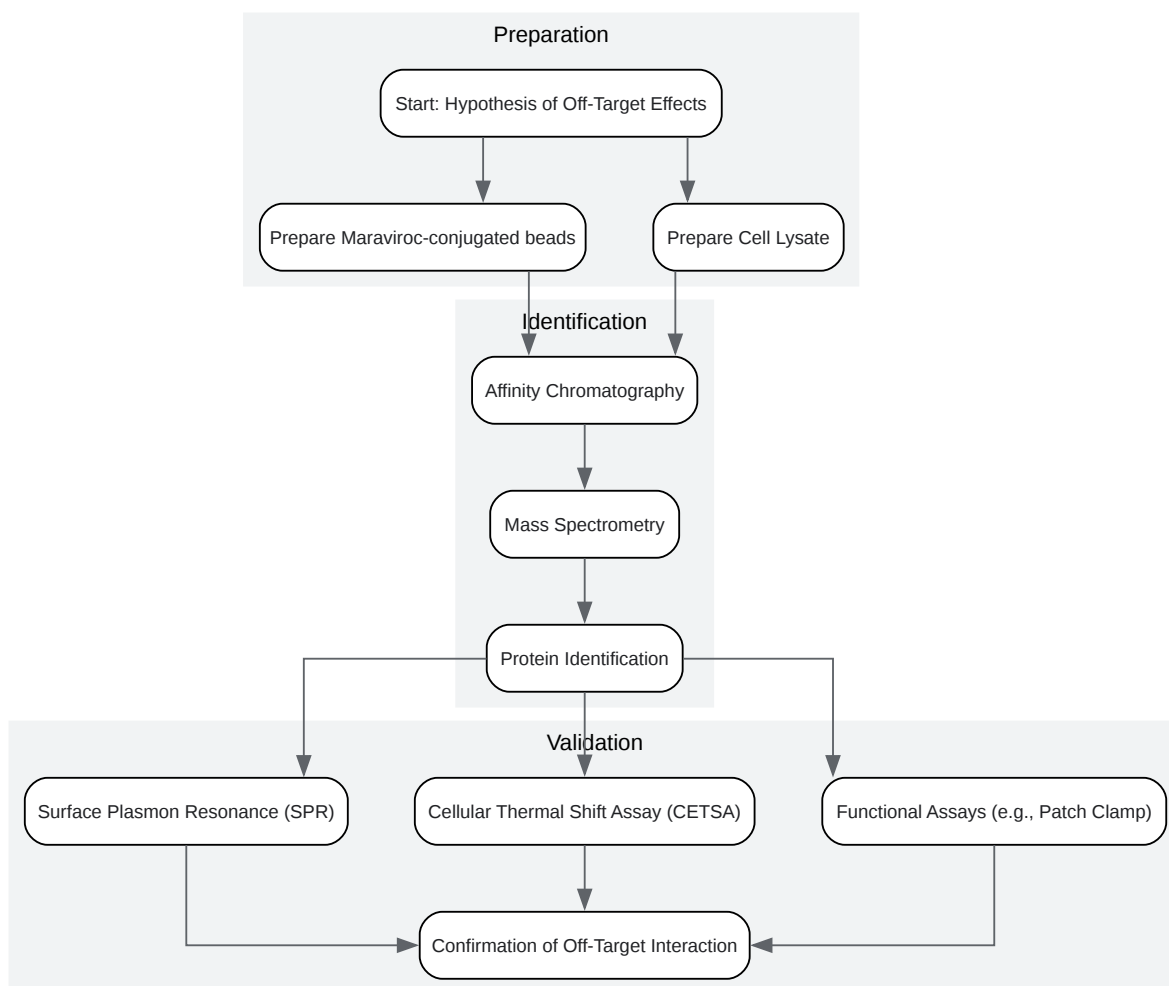 Preparation
Start: Hypothesis of Off-Target Effects
Prepare Maraviroc-conjugated beads
Prepare Cell Lysate
Identification
Affinity Chromatography
Mass Spectrometry
Protein Identification
Validation
Surface Plasmon Resonance (SPR)
Cellular Thermal Shift Assay (CETSA)
Functional Assays (e.g., Patch Clamp)
Confirmation of Off-Target Interaction